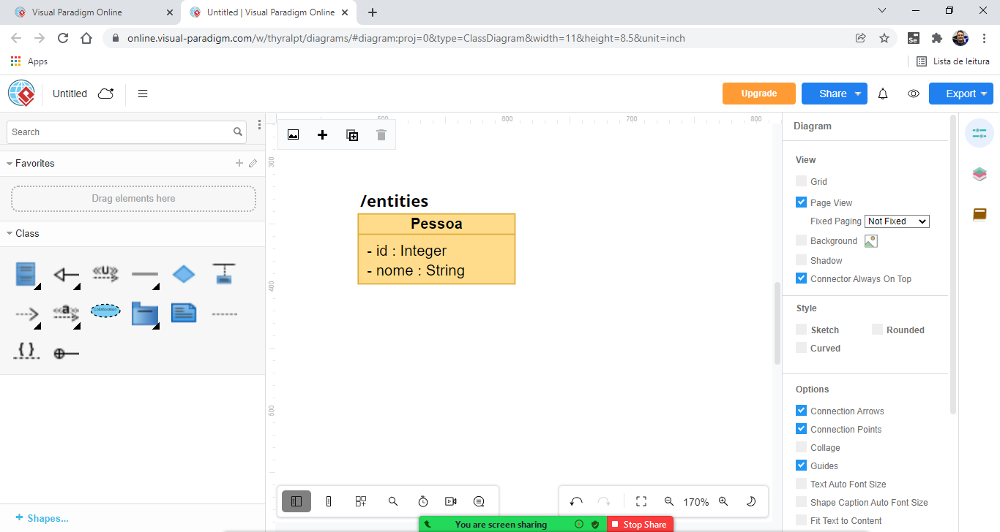 Visual Paradigm Online
Untitled | Visual Paradigm Online
online.visual-paradigm.com/w/thyralpt/diagrams/#diagram:proj=0&type=ClassDiagram&width=11&height=8.5&unit=inch
Se
Apps
Lista de leitura
Untitled
Upgrade
Share
Export
Search
Favorites
Drag elements here
Class
«U»
«a»
Collaboration
{ }
+ Shapes...
500
600
700
800
300
400
500
/entities
Pessoa
- id : Integer
- nome : String
170%
You are screen sharing
Stop Share
Diagram
View
Grid
Page View
Fixed Paging Not Fixed
Background
Shadow
Connector Always On Top
Style
Sketch
Rounded
Curved
Options
Connection Arrows
Connection Points
Collage
Guides
Text Auto Font Size
Shape Caption Auto Font Size
Fit Text to Content